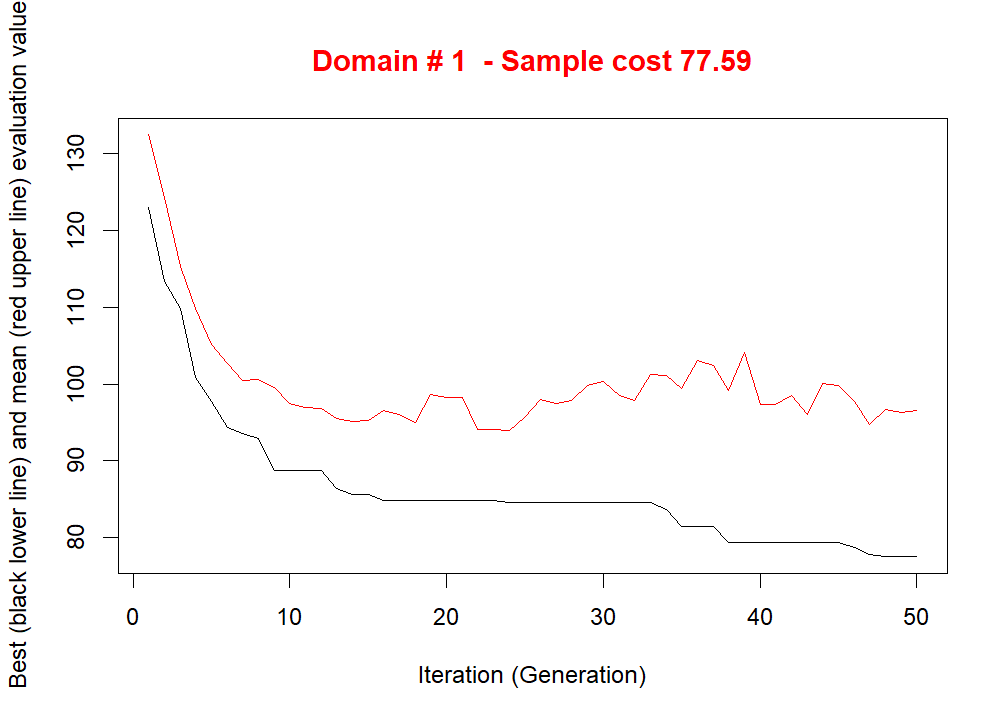 Domain # 1  - Sample cost 77.59
Best (black lower line) and mean (red upper line) evaluation value
130
120
110
100
90
80
0 10 20 30 40 50
Iteration (Generation)